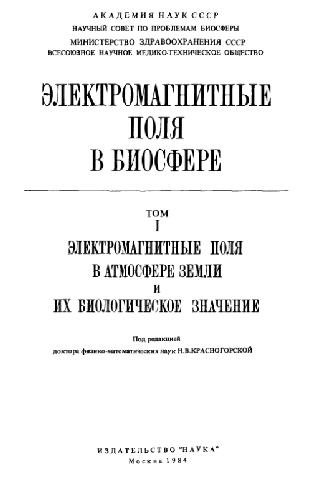 АКАДЕМИЯ НАУК СССР
НАУЧНЫЙ СОВЕТ ПО ПРОБЛЕМАМ БИОСФЕРЫ
МИНИСТЕРСТВО ЗДРАВООХРАНЕНИЯ СССР
ВСЕСОЮЗНОЕ НАУЧНОЕ МЕДИКО-ТЕХНИЧЕСКОЕ ОБЩЕСТВО
ЭЛЕКТРОМАГНИТНЫЕ
ПОЛЯ
В БИОСФЕРЕ
ТОМ
I
ЭЛЕКТРОМАГНИТНЫЕ ПОЛЯ
В АТМОСФЕРЕ ЗЕМЛИ
И
ИХ БИОЛОГИЧЕСКОЕ ЗНАЧЕНИЕ
Под редакцией
доктора физико-математических наук Н.В.КРАСНОГОРСКОЙ
ИЗДАТЕЛЬСТВО "НАУКА"
Москва 1984